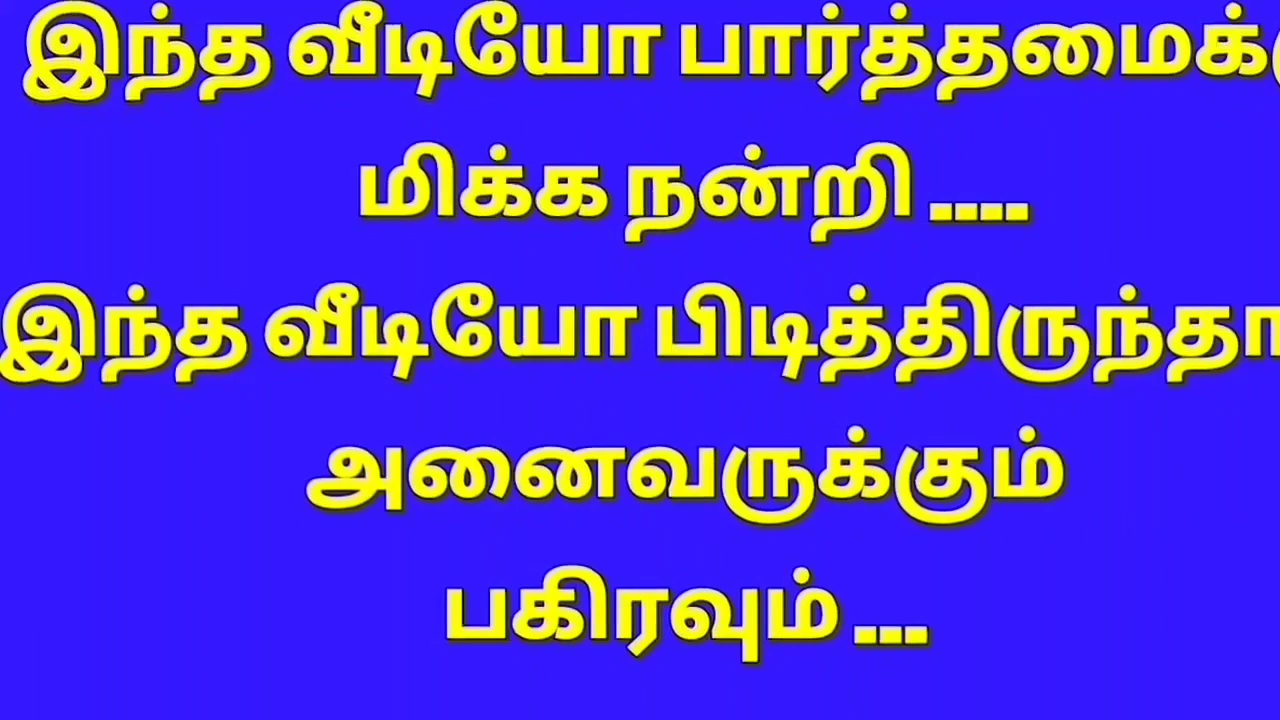 இந்த வீடியோ பார்த்தமைக்கு
மிக்க நன்றி ....
இந்த வீடியோ பிடித்திருந்தா
அனைவருக்கும்
பகிரவும் ...